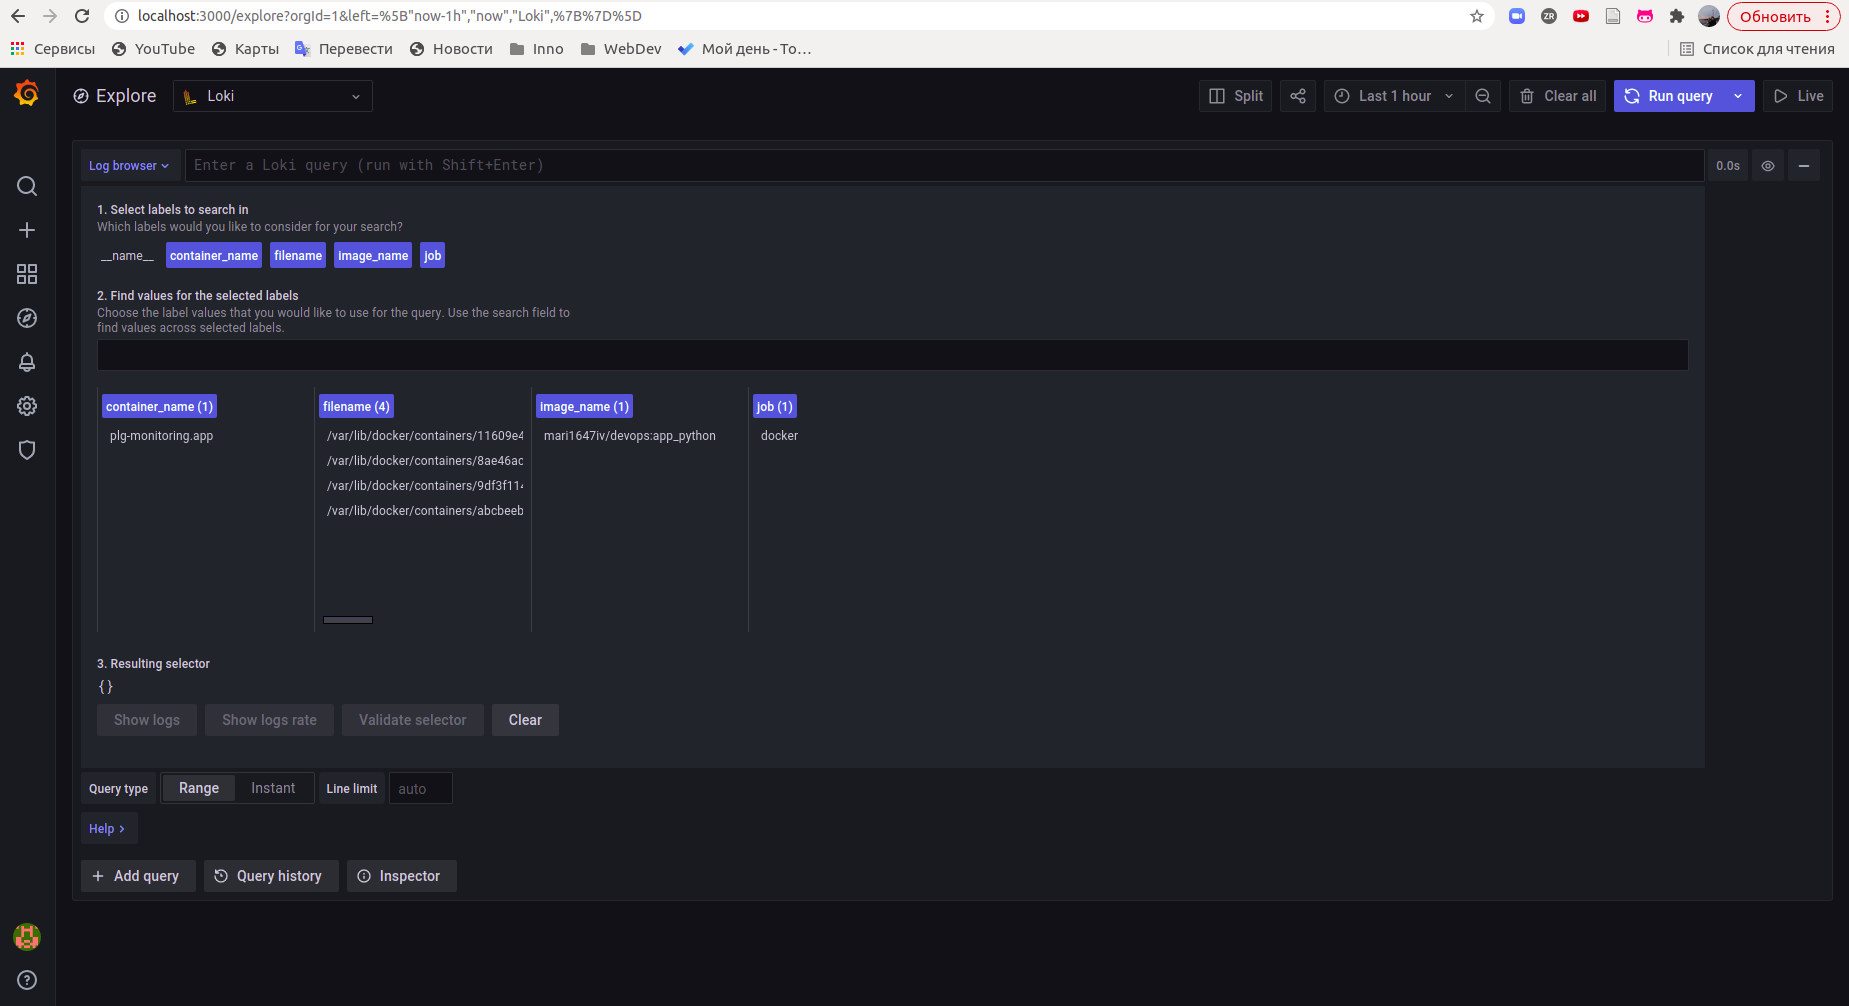 localhost:3000/explore?orgId=1&left=%5B"now-1h","now","Loki",%7B%7D%5D
ZR
Обновить
Сервисы YouTube Карты Перевести Новости Inno WebDev Мой день - To… Список для чтения
Explore Loki Split Last 1 hour Clear all Run query Live
Log browser Enter a Loki query (run with Shift+Enter) 0.0s
1. Select labels to search in
Which labels would you like to consider for your search?
__name__ container_name filename image_name job
2. Find values for the selected labels
Choose the label values that you would like to use for the query. Use the search field to
find values across selected labels.
container_name (1) filename (4) image_name (1) job (1)
plg-monitoring.app /var/lib/docker/containers/11609e4 mari1647iv/devops:app_python docker
/var/lib/docker/containers/8ae46ac
/var/lib/docker/containers/9df3f114
/var/lib/docker/containers/abcbeeb
3. Resulting selector
{}
Show logs Show logs rate Validate selector Clear
Query type Range Instant Line limit auto
Help
Add query Query history Inspector